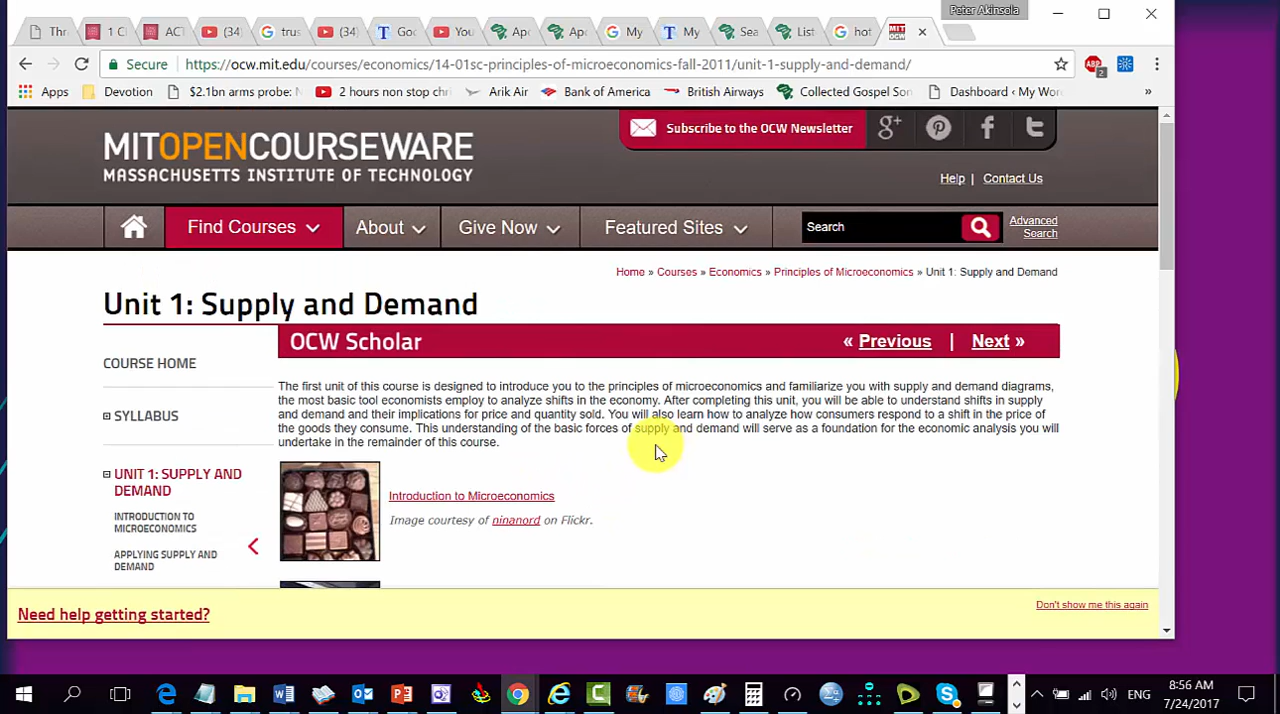 Peter Akinsola
Thr
1 Cl
ACT
(34)
trus
(34)
Goo
You
Apo
Apo
My
My
Sea
List
hot
MIT OCW
Secure | https://ocw.mit.edu/courses/economics/14-01sc-principles-of-microeconomics-fall-2011/unit-1-supply-and-demand/
ABP 2
Apps Devotion $2.1bn arms probe: 2 hours non stop chri Arik Air Bank of America British Airways Collected Gospel Son Dashboard ‹ My Wor »
MITOPENCOURSEWARE
MASSACHUSETTS INSTITUTE OF TECHNOLOGY
Subscribe to the OCW Newsletter
Help | Contact Us
Find Courses About Give Now Featured Sites Search Advanced Search
Home » Courses » Economics » Principles of Microeconomics » Unit 1: Supply and Demand
Unit 1: Supply and Demand
OCW Scholar « Previous | Next »
COURSE HOME
SYLLABUS
UNIT 1: SUPPLY AND
DEMAND
INTRODUCTION TO
MICROECONOMICS
APPLYING SUPPLY AND
DEMAND
The first unit of this course is designed to introduce you to the principles of microeconomics and familiarize you with supply and demand diagrams,
the most basic tool economists employ to analyze shifts in the economy. After completing this unit, you will be able to understand shifts in supply
and demand and their implications for price and quantity sold. You will also learn how to analyze how consumers respond to a shift in the price of
the goods they consume. This understanding of the basic forces of supply and demand will serve as a foundation for the economic analysis you will
undertake in the remainder of this course.
Introduction to Microeconomics
Image courtesy of ninanord on Flickr.
Need help getting started?
Don't show me this again
ENG
8:56 AM
7/24/2017